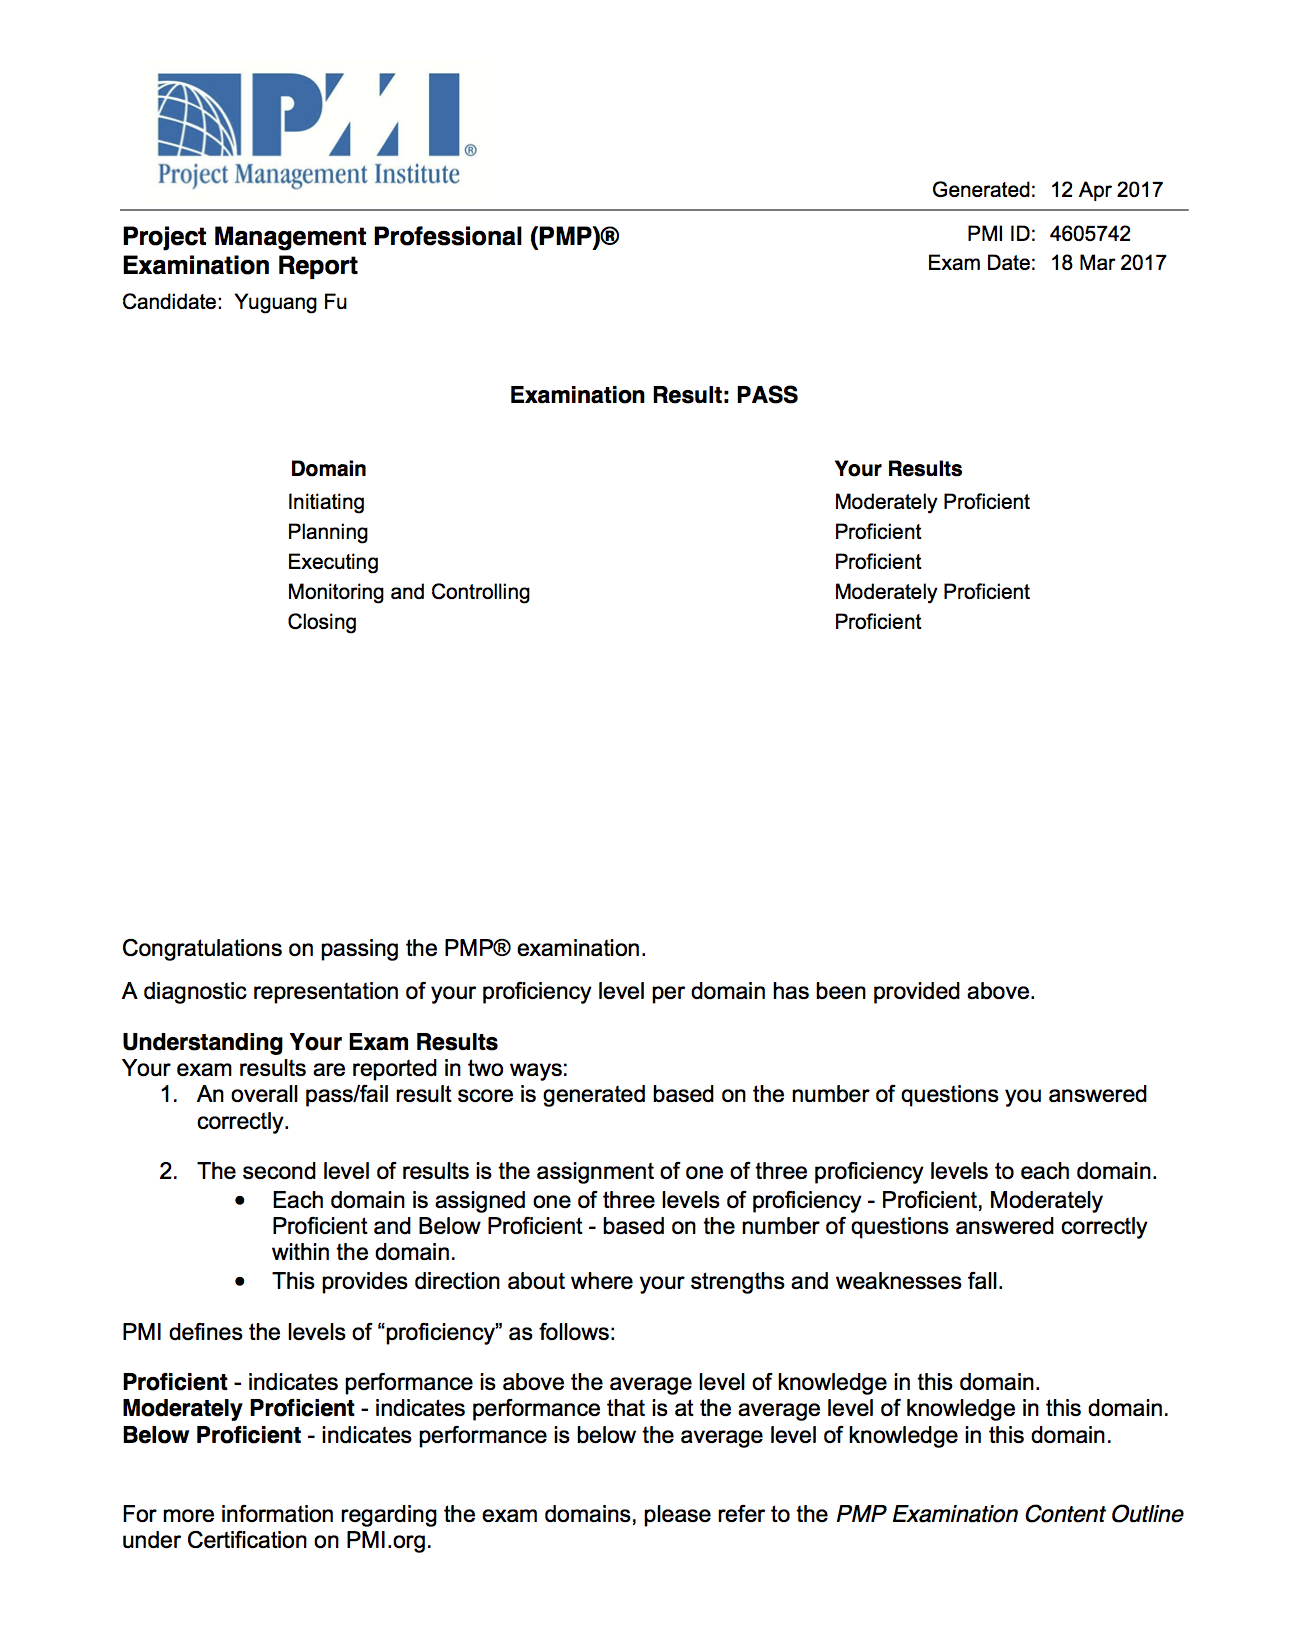 PMI®
Project Management Institute
Generated: 12 Apr 2017
Project Management Professional (PMP)®
Examination Report
PMI ID: 4605742
Exam Date: 18 Mar 2017
Candidate: Yuguang Fu
Examination Result: PASS
Domain Your Results
Initiating Moderately Proficient
Planning Proficient
Executing Proficient
Monitoring and Controlling Moderately Proficient
Closing Proficient
Congratulations on passing the PMP® examination.
A diagnostic representation of your proficiency level per domain has been provided above.
Understanding Your Exam Results
Your exam results are reported in two ways:
1. An overall pass/fail result score is generated based on the number of questions you answered
correctly.
2. The second level of results is the assignment of one of three proficiency levels to each domain.
• Each domain is assigned one of three levels of proficiency - Proficient, Moderately
Proficient and Below Proficient - based on the number of questions answered correctly
within the domain.
• This provides direction about where your strengths and weaknesses fall.
PMI defines the levels of “proficiency” as follows:
Proficient - indicates performance is above the average level of knowledge in this domain.
Moderately Proficient - indicates performance that is at the average level of knowledge in this domain.
Below Proficient - indicates performance is below the average level of knowledge in this domain.
For more information regarding the exam domains, please refer to the PMP Examination Content Outline
under Certification on PMI.org.